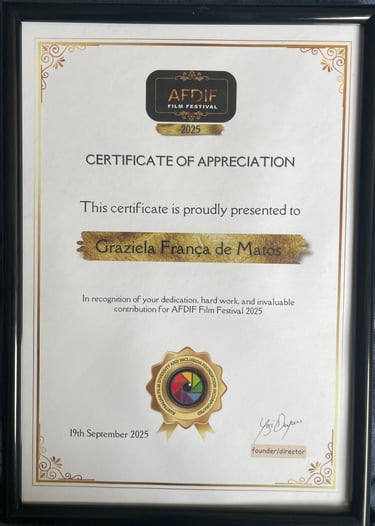 AFDIF
FILM FESTIVAL
2025
CERTIFICATE OF APPRECIATION
This certificate is proudly presented to
Graziela França de Matos
In recognition of your dedication, hard work, and invaluable
contribution for AFDIF Film Festival 2025
19th September 2025
founder/director